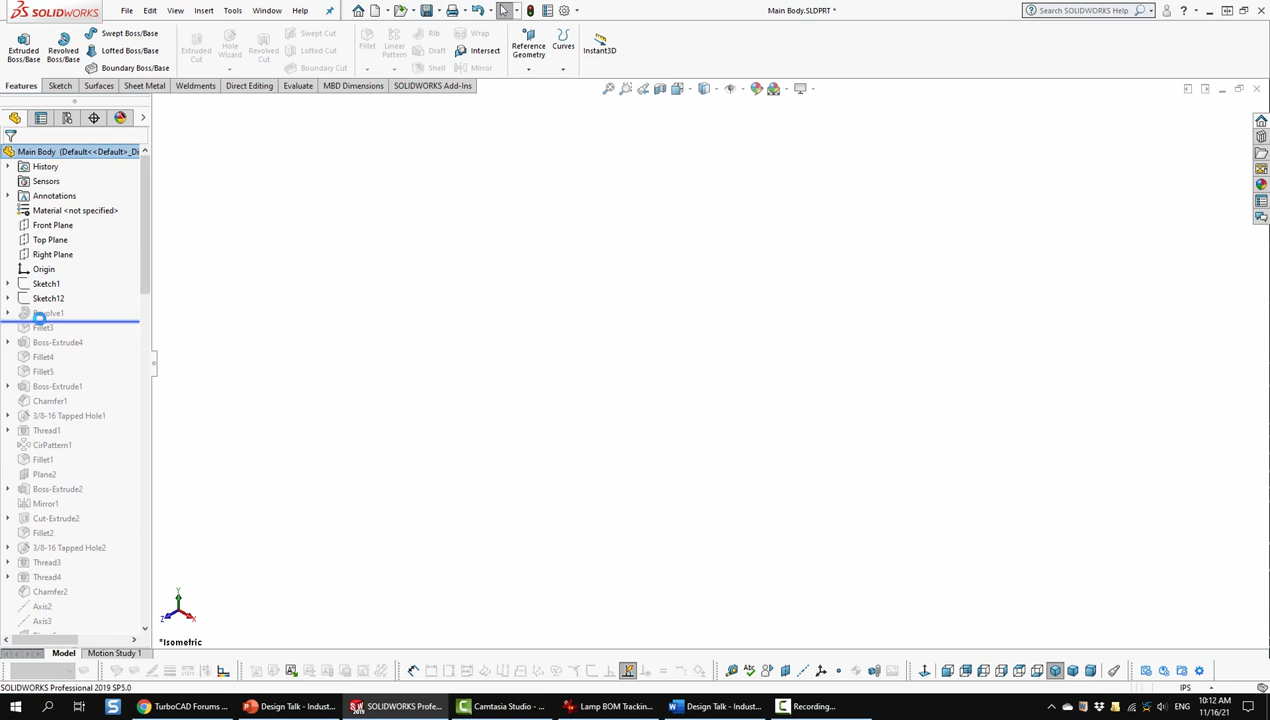 SOLIDWORKS
File Edit View Insert Tools Window Help
Main Body.SLDPRT *
Search SOLIDWORKS Help
Extruded Boss/Base
Revolved Boss/Base
Swept Boss/Base
Lofted Boss/Base
Boundary Boss/Base
Extruded Cut
Hole Wizard
Revolved Cut
Swept Cut
Lofted Cut
Boundary Cut
Fillet
Linear Pattern
Rib
Draft
Shell
Wrap
Intersect
Mirror
Reference Geometry
Curves
Instant3D
Features Sketch Surfaces Sheet Metal Weldments Direct Editing Evaluate MBD Dimensions SOLIDWORKS Add-Ins
Main Body (Default<<Default>_Di
History
Sensors
Annotations
Material <not specified>
Front Plane
Top Plane
Right Plane
Origin
Sketch1
Sketch12
Fillet3
Boss-Extrude4
Fillet4
Fillet5
Boss-Extrude1
Chamfer1
3/8-16 Tapped Hole1
Thread1
CirPattern1
Fillet1
Plane2
Boss-Extrude2
Mirror1
Cut-Extrude2
Fillet2
3/8-16 Tapped Hole2
Thread3
Thread4
Chamfer2
Axis2
Axis3
Y
Z X
*Isometric
Model Motion Study 1
SOLIDWORKS Professional 2019 SP5.0
IPS
TurboCAD Forums ...
Design Talk - Indust...
SOLIDWORKS Profe...
Camtasia Studio - ...
Lamp BOM Trackin...
Design Talk - Indust...
Recording...
ENG
10:12 AM
11/16/21